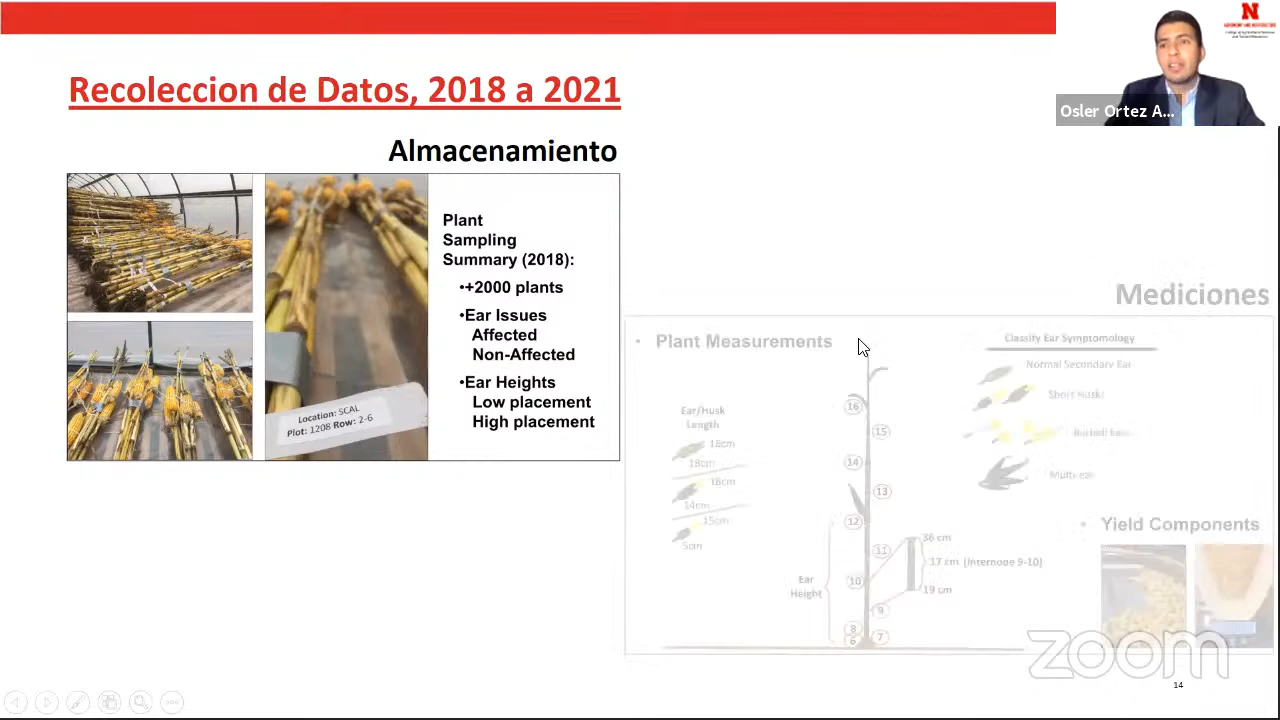 N
Osler Ortez A...
Recoleccion de Datos, 2018 a 2021
Almacenamiento
Plant
Sampling
Summary (2018):
•+2000 plants
•Ear Issues
Affected
Non-Affected
•Ear Heights
Low placement
High placement
Location: SCAL
Plot: 1208 Row: 2-6
Mediciones
• Plant Measurements
Classify Ear Symptomology
Normal Secondary Ear
Short Husks
Multi-ear
Ear/Husk
Length
18cm
18cm
18cm
14cm
15cm
5cm
16
15
14
13
12
11
10
9
8
7
6
Ear
Height
36 cm
17 cm (Internode 9-10)
19 cm
• Yield Components
zoom
14